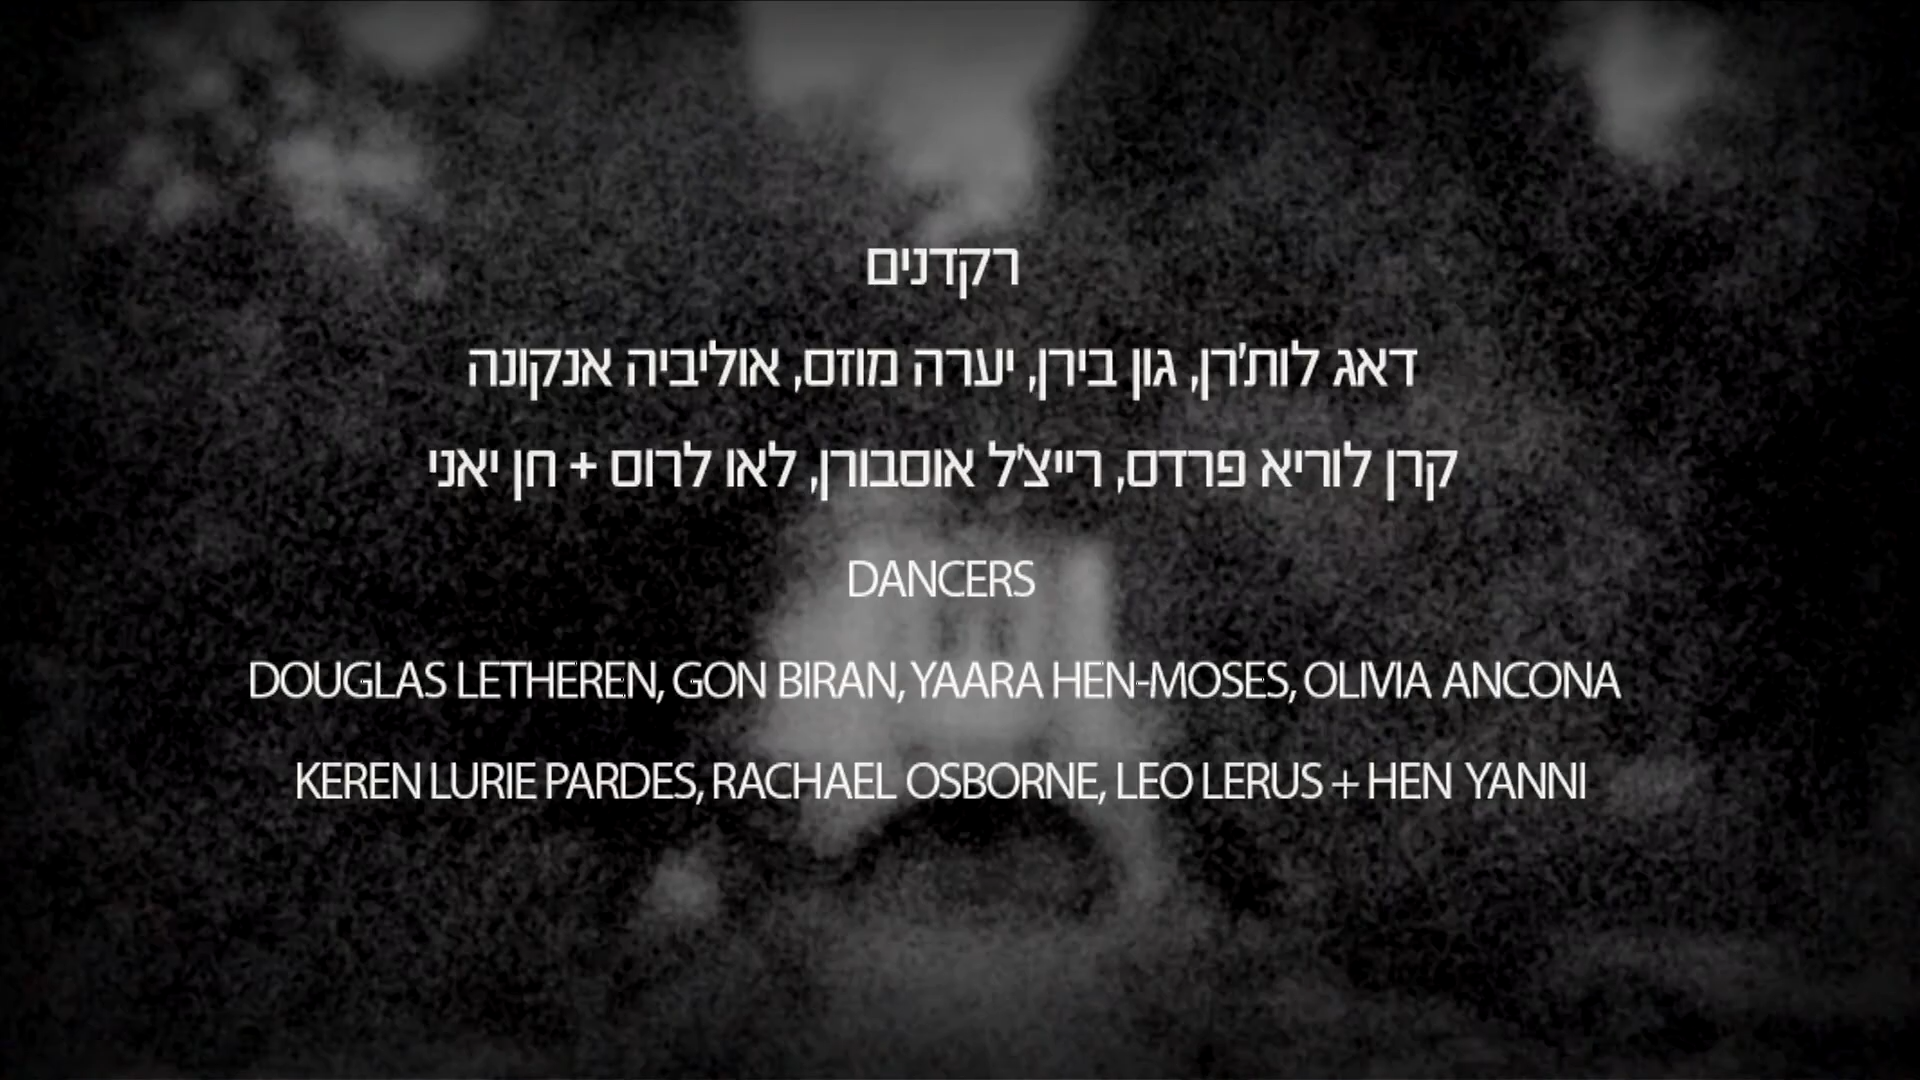 רקדנים
דאג לות'רן, גון בירן, יערה מוזס, אוליביה אנקונה
קרן לוריא פרדס, רייצ'ל אוסבורן, לאו לרוס + חן יאני
DANCERS
DOUGLAS LETHEREN, GON BIRAN, YAARA HEN-MOSES, OLIVIA ANCONA
KEREN LURIE PARDES, RACHAEL OSBORNE, LEO LERUS + HEN YANNI